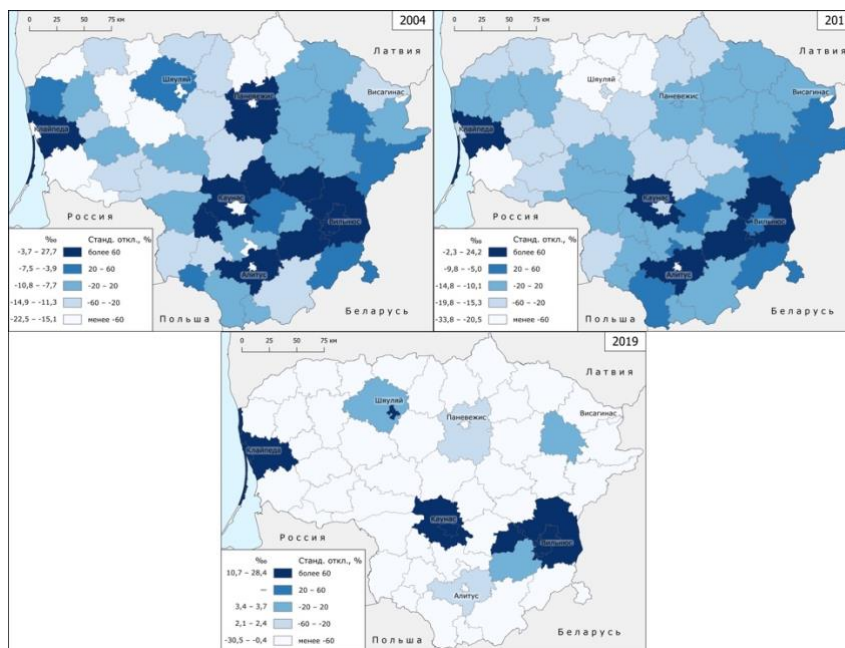 2004
0 25 50 75 км
Латвия
Шяуляй
Паневежис
Висагинас
Клайпеда
Россия
Каунас
Вильнюс
Алитус
Польша
Беларусь
‰ Станд. откл., %
-3,7 – 27,7 более 60
-7,5 – -3,9 20 – 60
-10,8 – -7,7 -20 – 20
-14,9 – -11,3 -60 – -20
-22,5 – -15,1 менее -60
0 25 50 75 км
Латвия
Шяуляй
Паневежис
Висагинас
Клайпеда
Россия
Каунас
Вильнюс
Алитус
Польша
Беларусь
‰ Станд. откл., %
-2,3 – 24,2 более 60
-9,8 – -5,0 20 – 60
-14,8 – -10,1 -20 – 20
-19,8 – -15,3 -60 – -20
-33,8 – -20,5 менее -60
2019
0 25 50 75 км
Латвия
Шяуляй
Паневежис
Висагинас
Клайпеда
Россия
Каунас
Вильнюс
Алитус
Польша
Беларусь
‰ Станд. откл., %
10,7 – 28,4 более 60
— 20 – 60
3,4 – 3,7 -20 – 20
2,1 – 2,4 -60 – -20
-30,5 – -0,4 менее -60